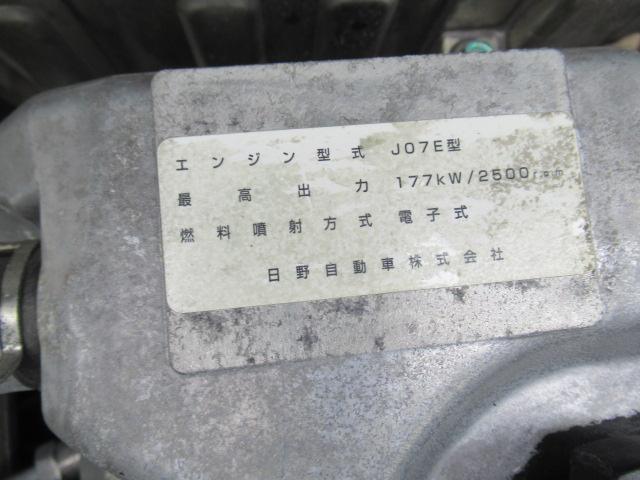 エンジン型式 J07E型
最高出力 177kW/2500rpm
燃料噴射方式 電子式
日野自動車株式会社